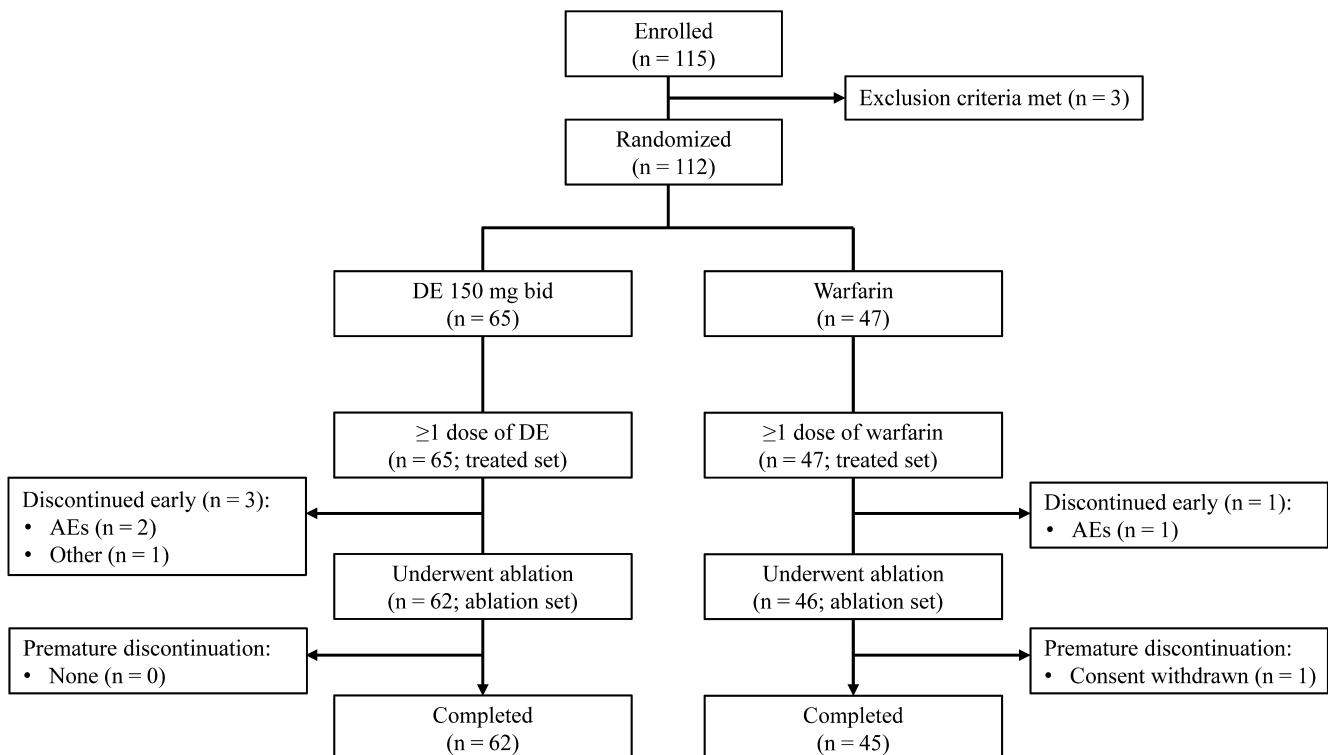 Enrolled
(n = 115)
Exclusion criteria met (n = 3)
Randomized
(n = 112)
DE 150 mg bid
(n = 65)
Warfarin
(n = 47)
≥1 dose of DE
(n = 65; treated set)
≥1 dose of warfarin
(n = 47; treated set)
Discontinued early (n = 3):
• AEs (n = 2)
• Other (n = 1)
Discontinued early (n = 1):
• AEs (n = 1)
Underwent ablation
(n = 62; ablation set)
Underwent ablation
(n = 46; ablation set)
Premature discontinuation:
• None (n = 0)
Premature discontinuation:
• Consent withdrawn (n = 1)
Completed
(n = 62)
Completed
(n = 45)